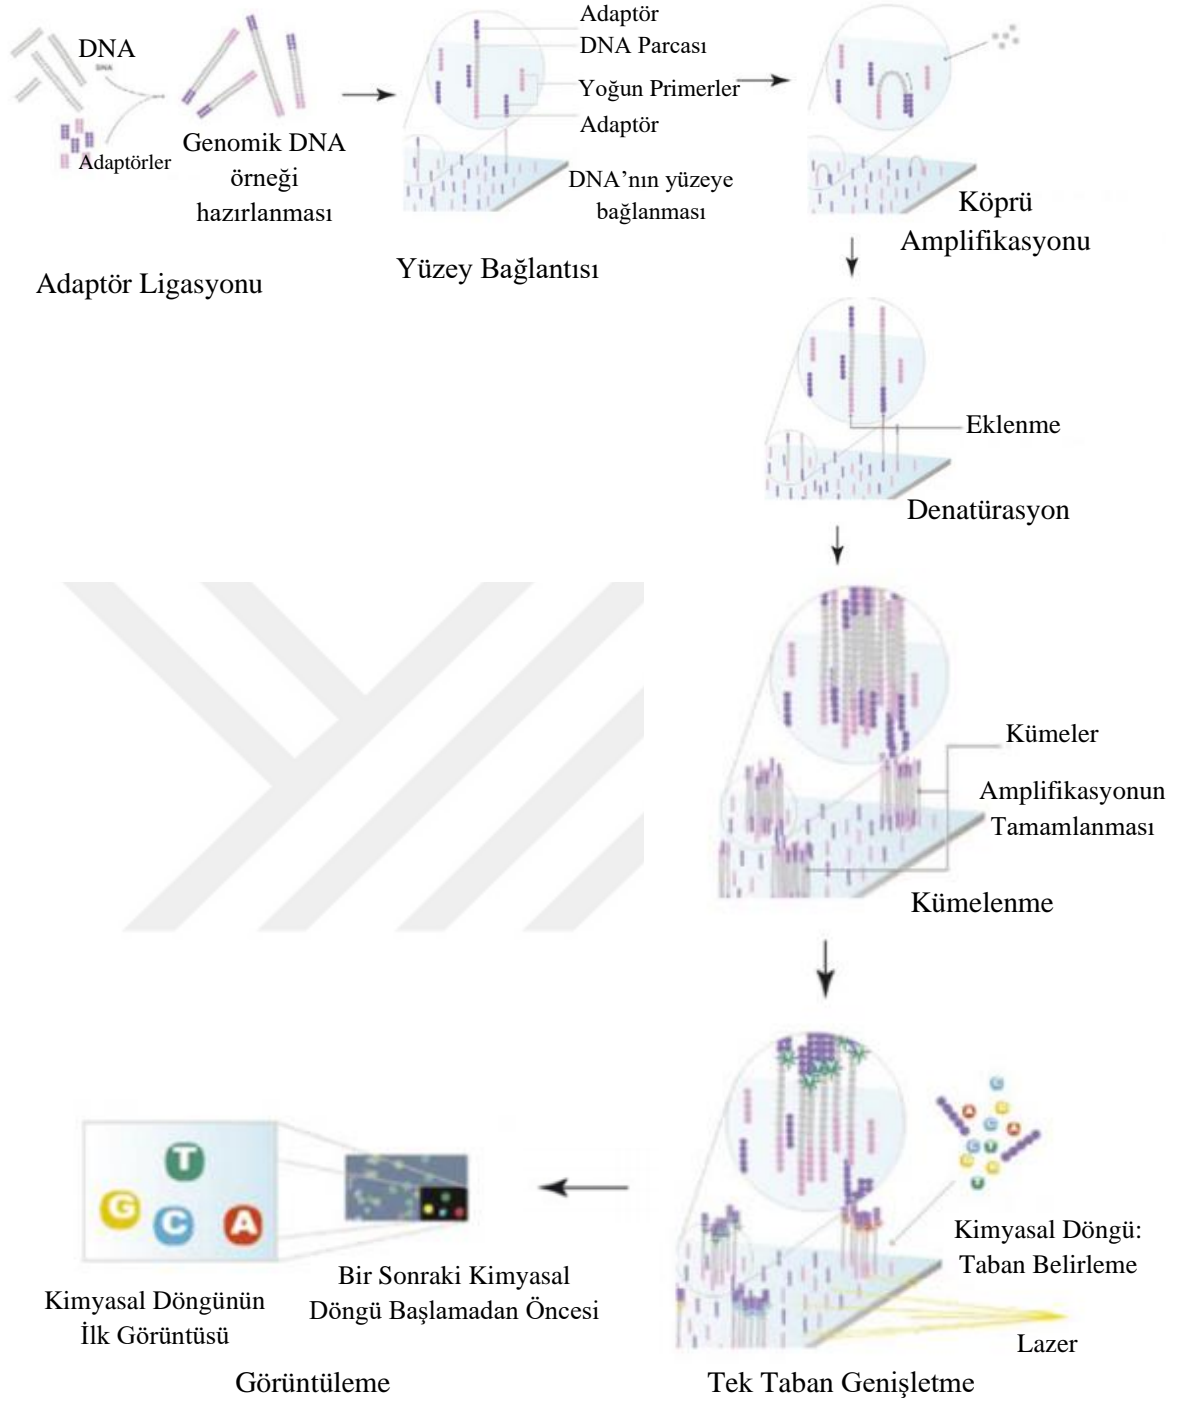 DNA
DNA
Adaptörler
Genomik DNA
örneği
hazırlanması
Adaptör Ligasyonu
Adaptör
DNA Parcası
Yoğun Primerler
Adaptör
DNA’nın yüzeye
bağlanması
Yüzey Bağlantısı
Köprü
Amplifikasyonu
Eklenme
Denatürasyon
Kümeler
Amplifikasyonun
Tamamlanması
Kümelenme
C
A
G
C
A
C
T
G
G
T
Kimyasal Döngü:
Taban Belirleme
Lazer
Tek Taban Genişletme
T
G
C
A
Bir Sonraki Kimyasal
Döngü Başlamadan Öncesi
Kimyasal Döngünün
İlk Görüntüsü
Görüntüleme